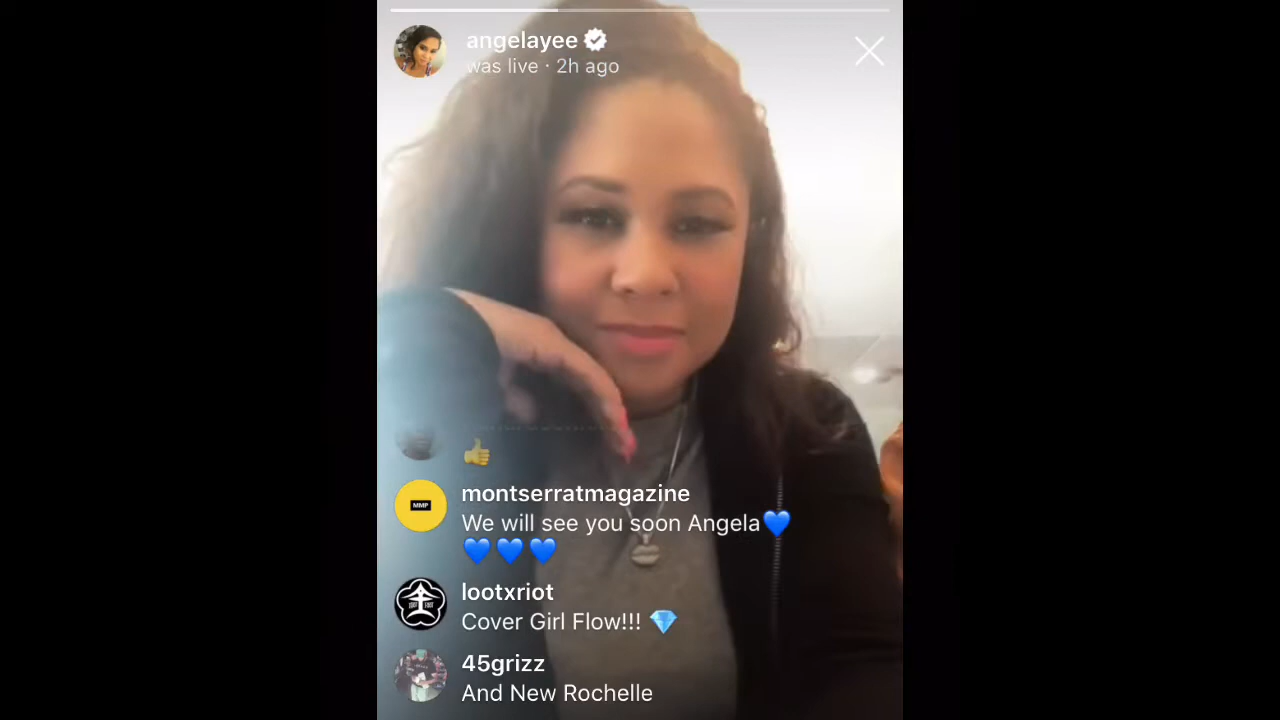 angelayee
was live · 2h ago
👍
montserratmagazine
We will see you soon Angela💙
💙💙💙
MMP
lootxriot
Cover Girl Flow!!! 💎
45grizz
And New Rochelle